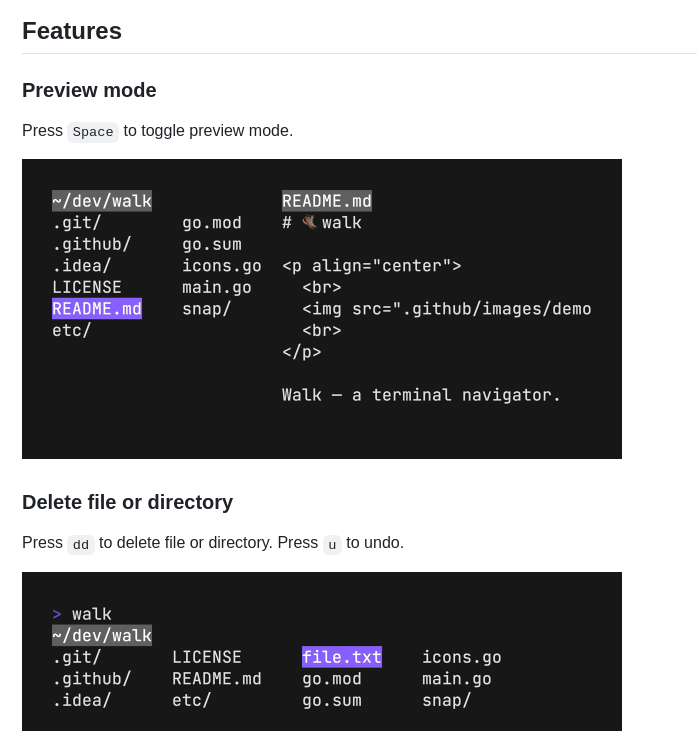 Features
Preview mode
Press Space to toggle preview mode.
~/dev/walk
.git/ go.mod
.github/ go.sum
.idea/ icons.go
LICENSE main.go
README.md snap/
etc/
README.md
# walk
<p align="center">
<br>
<img src=".github/images/demo
<br>
</p>
Walk — a terminal navigator.
Delete file or directory
Press dd to delete file or directory. Press u to undo.
> walk
~/dev/walk
.git/ LICENSE file.txt icons.go
.github/ README.md go.mod main.go
.idea/ etc/ go.sum snap/